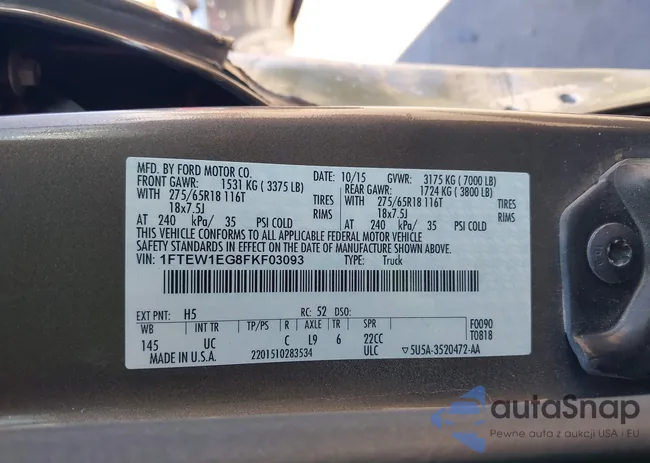 MFD. BY FORD MOTOR CO. DATE: 10/15 GVWR: 3175 KG ( 7000 LB)
FRONT GAWR: 1531 KG ( 3375 LB) REAR GAWR: 1724 KG ( 3800 LB)
WITH 275/65R18 116T TIRES WITH 275/65R18 116T TIRES
18x7.5J RIMS 18x7.5J RIMS
AT 240 kPa/ 35 PSI COLD AT 240 kPa/ 35 PSI COLD
THIS VEHICLE CONFORMS TO ALL APPLICABLE FEDERAL MOTOR VEHICLE
SAFETY STANDARDS IN EFFECT ON THE DATE OF MANUFACTURE SHOWN ABOVE.
VIN: 1FTEW1EG8FKF03093 TYPE: Truck
EXT PNT: H5 RC: 52 DSO: F0090
WB INT TR TP/PS R AXLE TR SPR T0818
145 UC C L9 6 22CC
MADE IN U.S.A. 2201510283534 ULC ▽5U5A-3520472-AA
autaSnap
Pewne auta z aukcji USA i EU